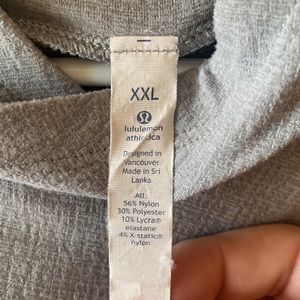 XXL
lululemon
athletica
Designed in
Vancouver
Made in Sri
Lanka
All:
56% Nylon
30% Polyester
10% Lycra®
elastane
4% X-static®
nylon